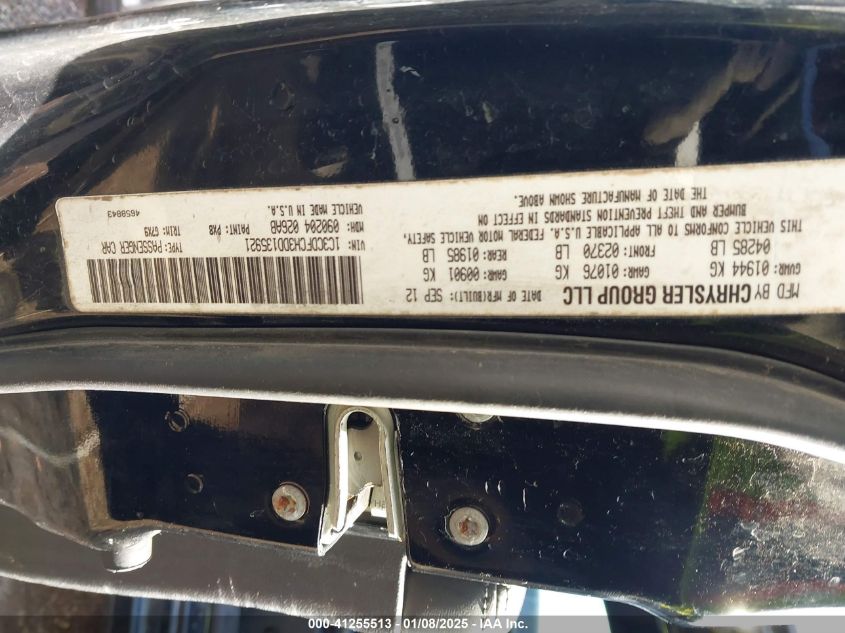 MFD BY CHRYSLER GROUP LLC DATE OF MFR(BUILT): SEP 12
GVWR: 01944 KG GAWR: 01076 KG GAWR: 00901 KG
04285 LB FRONT: 02370 LB REAR: 01985 LB
THIS VEHICLE CONFORMS TO ALL APPLICABLE U.S.A. FEDERAL MOTOR VEHICLE SAFETY,
BUMPER AND THEFT PREVENTION STANDARDS IN EFFECT ON
THE DATE OF MANUFACTURE SHOWN ABOVE.
VIN: 1C3CDFCH3DD135921 TYPE: PASSENGER CAR
MDH: 090204 026AB PAINT: PX8 TRIM: TXX9
VEHICLE MADE IN U.S.A. 4658843
000-41255513 - 01/08/2025 - I.S.E. INC.